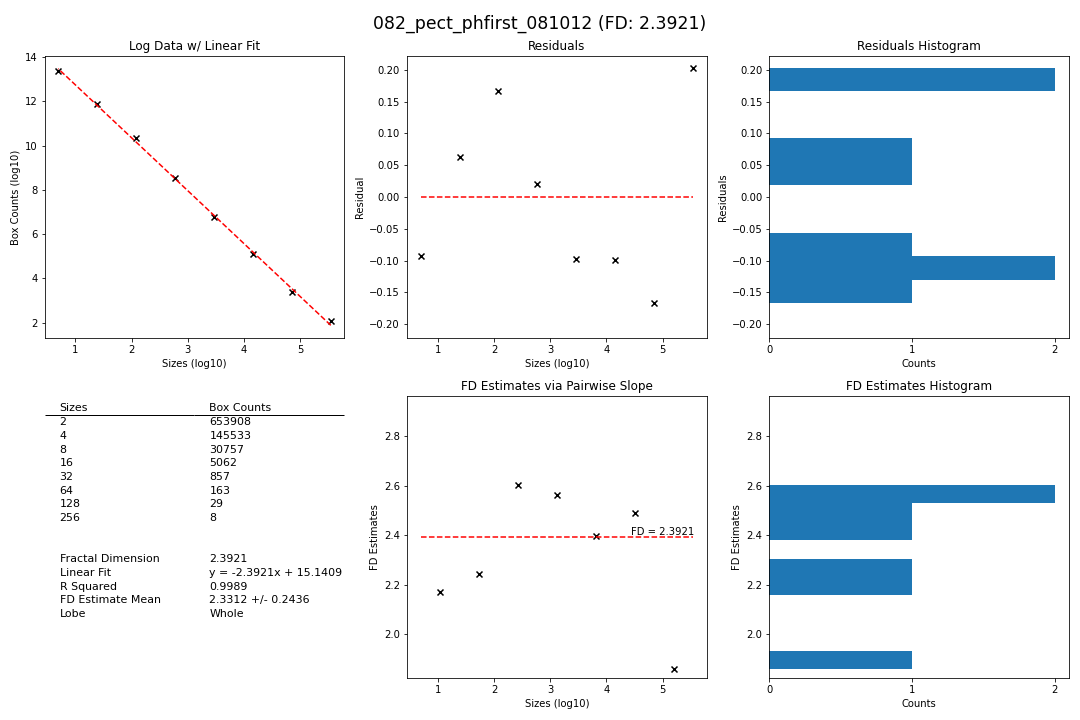 082_pect_phfirst_081012 (FD: 2.3921)
Log Data w/ Linear Fit
Box Counts (log10)
14
12
10
8
6
4
2
1 2 3 4 5
Sizes (log10)
Residuals
Residual
0.20
0.15
0.10
0.05
0.00
−0.05
−0.10
−0.15
−0.20
1 2 3 4 5
Sizes (log10)
Residuals Histogram
Residuals
0.20
0.15
0.10
0.05
0.00
−0.05
−0.10
−0.15
−0.20
0 1 2
Counts
Sizes Box Counts
2 653908
4 145533
8 30757
16 5062
32 857
64 163
128 29
256 8
Fractal Dimension 2.3921
Linear Fit y = -2.3921x + 15.1409
R Squared 0.9989
FD Estimate Mean 2.3312 +/- 0.2436
Lobe Whole
FD Estimates via Pairwise Slope
FD Estimates
2.8
2.6
2.4
2.2
2.0
FD = 2.3921
1 2 3 4 5
Sizes (log10)
FD Estimates Histogram
FD Estimates
2.8
2.6
2.4
2.2
2.0
0 1 2
Counts